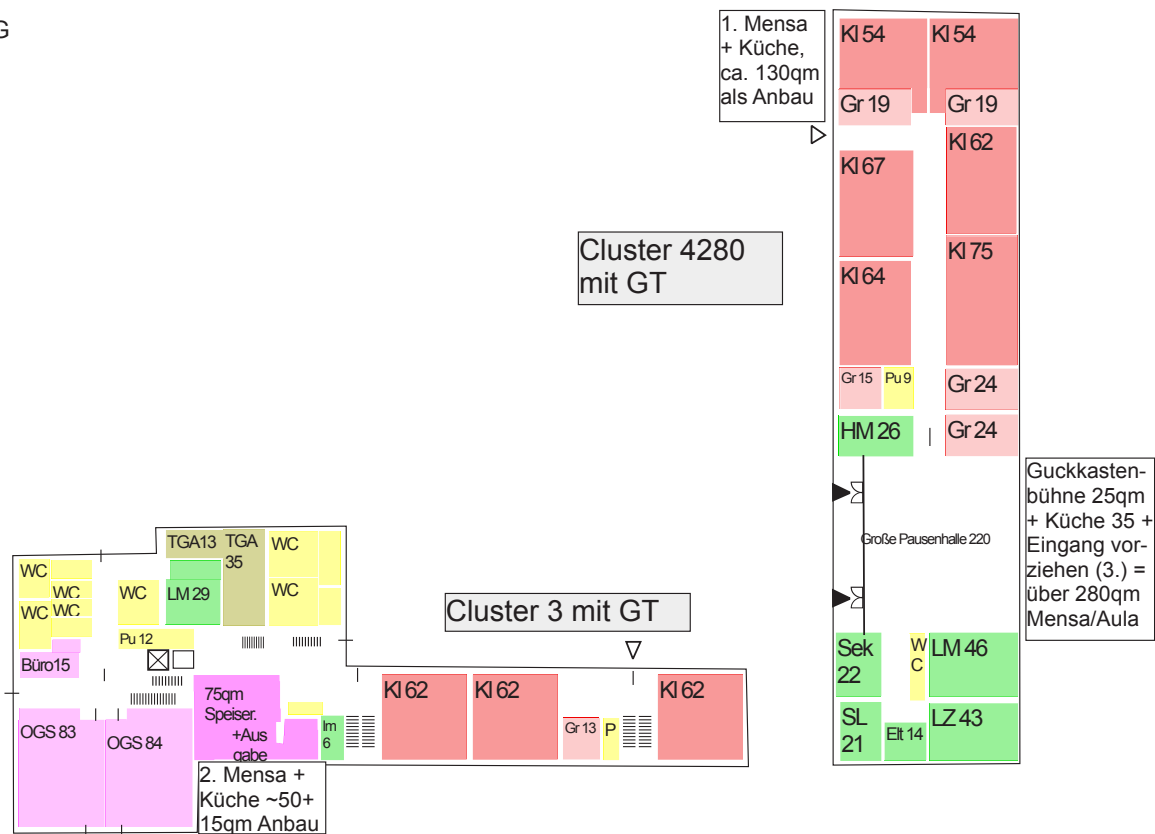 G
1. Mensa
+ Küche,
ca. 130qm
als Anbau
Kl 54
Kl 54
Gr 19
Gr 19
Kl 62
Kl 67
Cluster 4280
mit GT
Kl 75
Kl 64
Gr 15
Pu 9
Gr 24
HM 26
Gr 24
Guckkasten-
bühne 25qm
+ Küche 35 +
Eingang vor-
ziehen (3.) =
über 280qm
Mensa/Aula
Große Pausenhalle 220
TGA13
TGA
35
WC
WC
WC
LM 29
WC
WC
WC
WC
Cluster 3 mit GT
Pu 12
Büro15
Sek
22
W
C
LM 46
Kl 62
Kl 62
Kl 62
75qm
Speiser.
+Aus
gabe
OGS 83
OGS 84
Im
6
Gr 13
P
SL
21
Elt 14
LZ 43
2. Mensa +
Küche ~50+
15qm Anbau